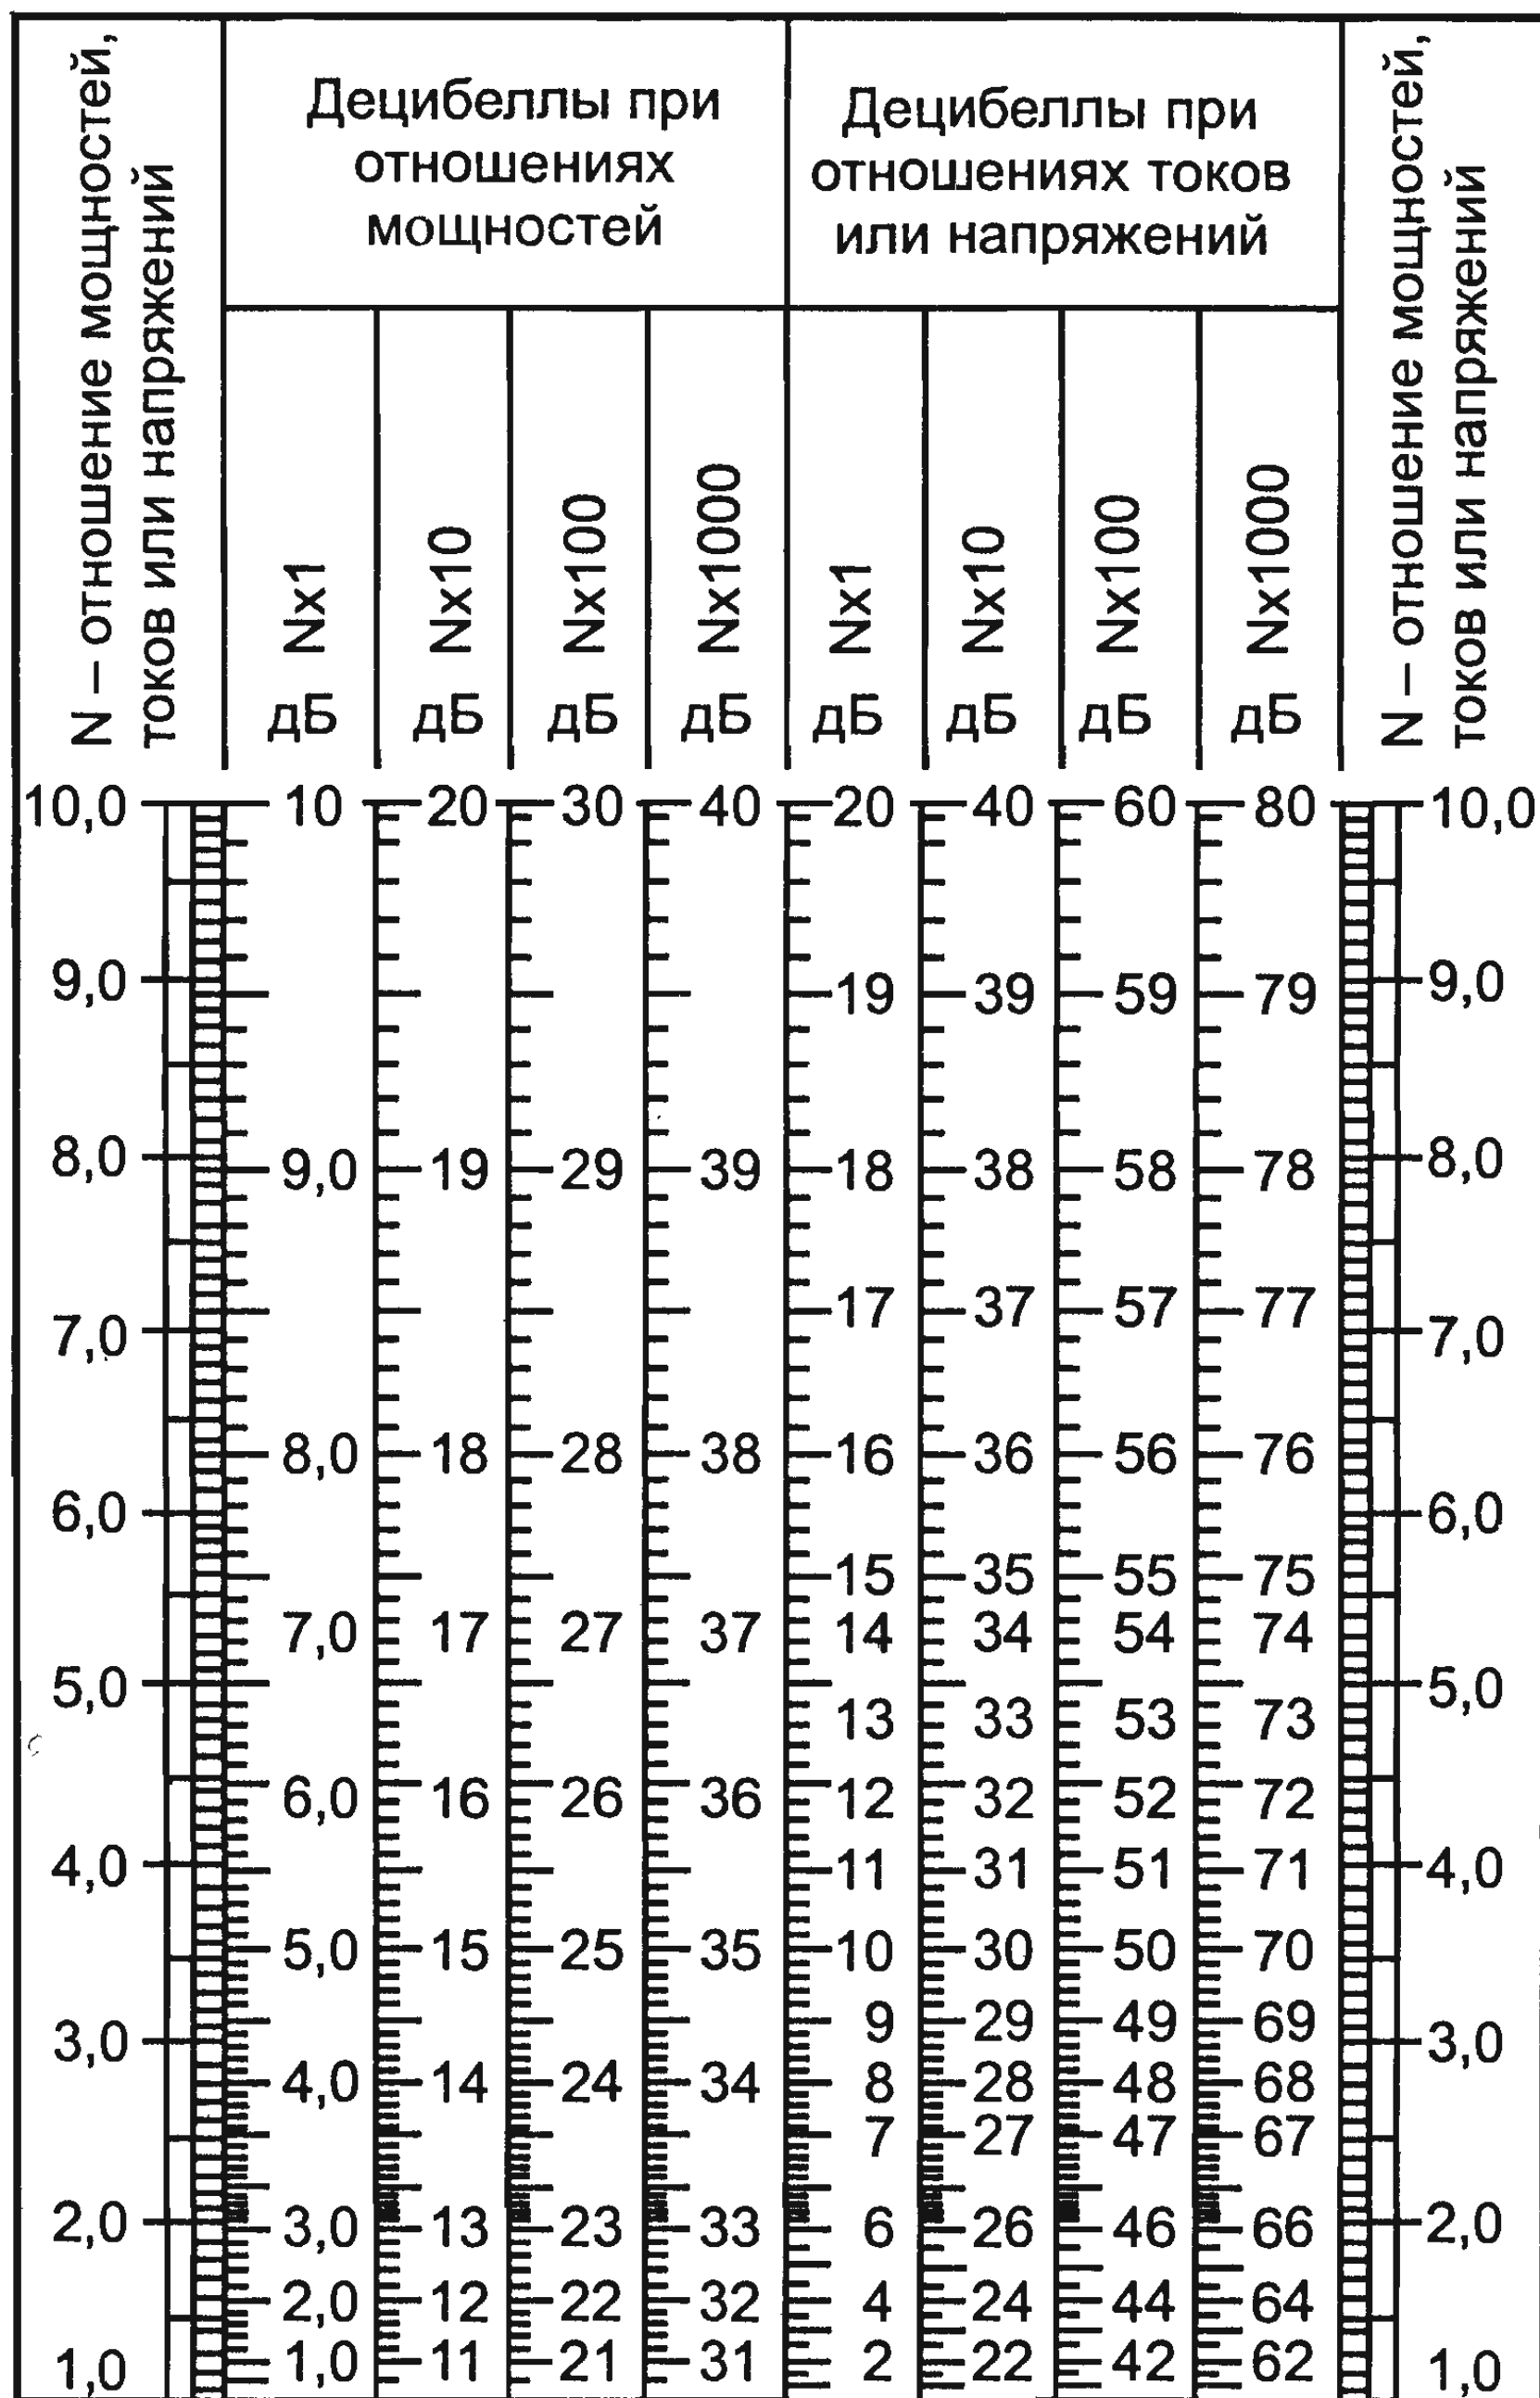 N – отношение мощностей,
токов или напряжений
Децибеллы при
отношениях
мощностей
Децибеллы при
отношениях токов
или напряжений
N – отношение мощностей,
токов или напряжений
дБ Nx1
дБ Nx10
дБ Nx100
дБ Nx1000
дБ Nx1
дБ Nx10
дБ Nx100
дБ Nx1000
10,0 10 20 30 40 20 40 60 80 10,0
9,0 19 39 59 79 9,0
8,0 9,0 19 29 39 18 38 58 78 8,0
7,0 17 37 57 77 7,0
8,0 18 28 38 16 36 56 76
6,0 6,0
15 35 55 75
7,0 17 27 37 14 34 54 74
5,0 5,0
13 33 53 73
6,0 16 26 36 12 32 52 72
4,0 11 31 51 71 4,0
5,0 15 25 35 10 30 50 70
9 29 49 69
3,0 3,0
4,0 14 24 34 8 28 48 68
7 27 47 67
2,0 3,0 13 23 33 6 26 46 66 2,0
2,0 12 22 32 4 24 44 64
1,0 1,0 11 21 31 2 22 42 62 1,0